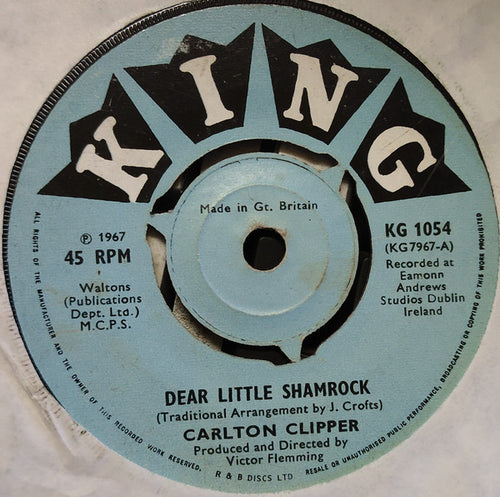 KING
Made in Gt. Britain
℗ 1967
45 RPM
Waltons
(Publications
Dept. Ltd.)
M.C.P.S.
KG 1054
(KG7967-A)
Recorded at
Eamonn
Andrews
Studios Dublin
Ireland
DEAR LITTLE SHAMROCK
(Traditional Arrangement by J. Crofts)
CARLTON CLIPPER
Produced and Directed by
Victor Flemming
R & B DISCS LTD
ALL RIGHTS OF THE MANUFACTURER AND OF THE OWNER OF THIS RECORDED WORK RESERVED. RESALE OR UNAUTHORISED PUBLIC PERFORMANCE, BROADCASTING OR COPYING OF THIS WORK PROHIBITED